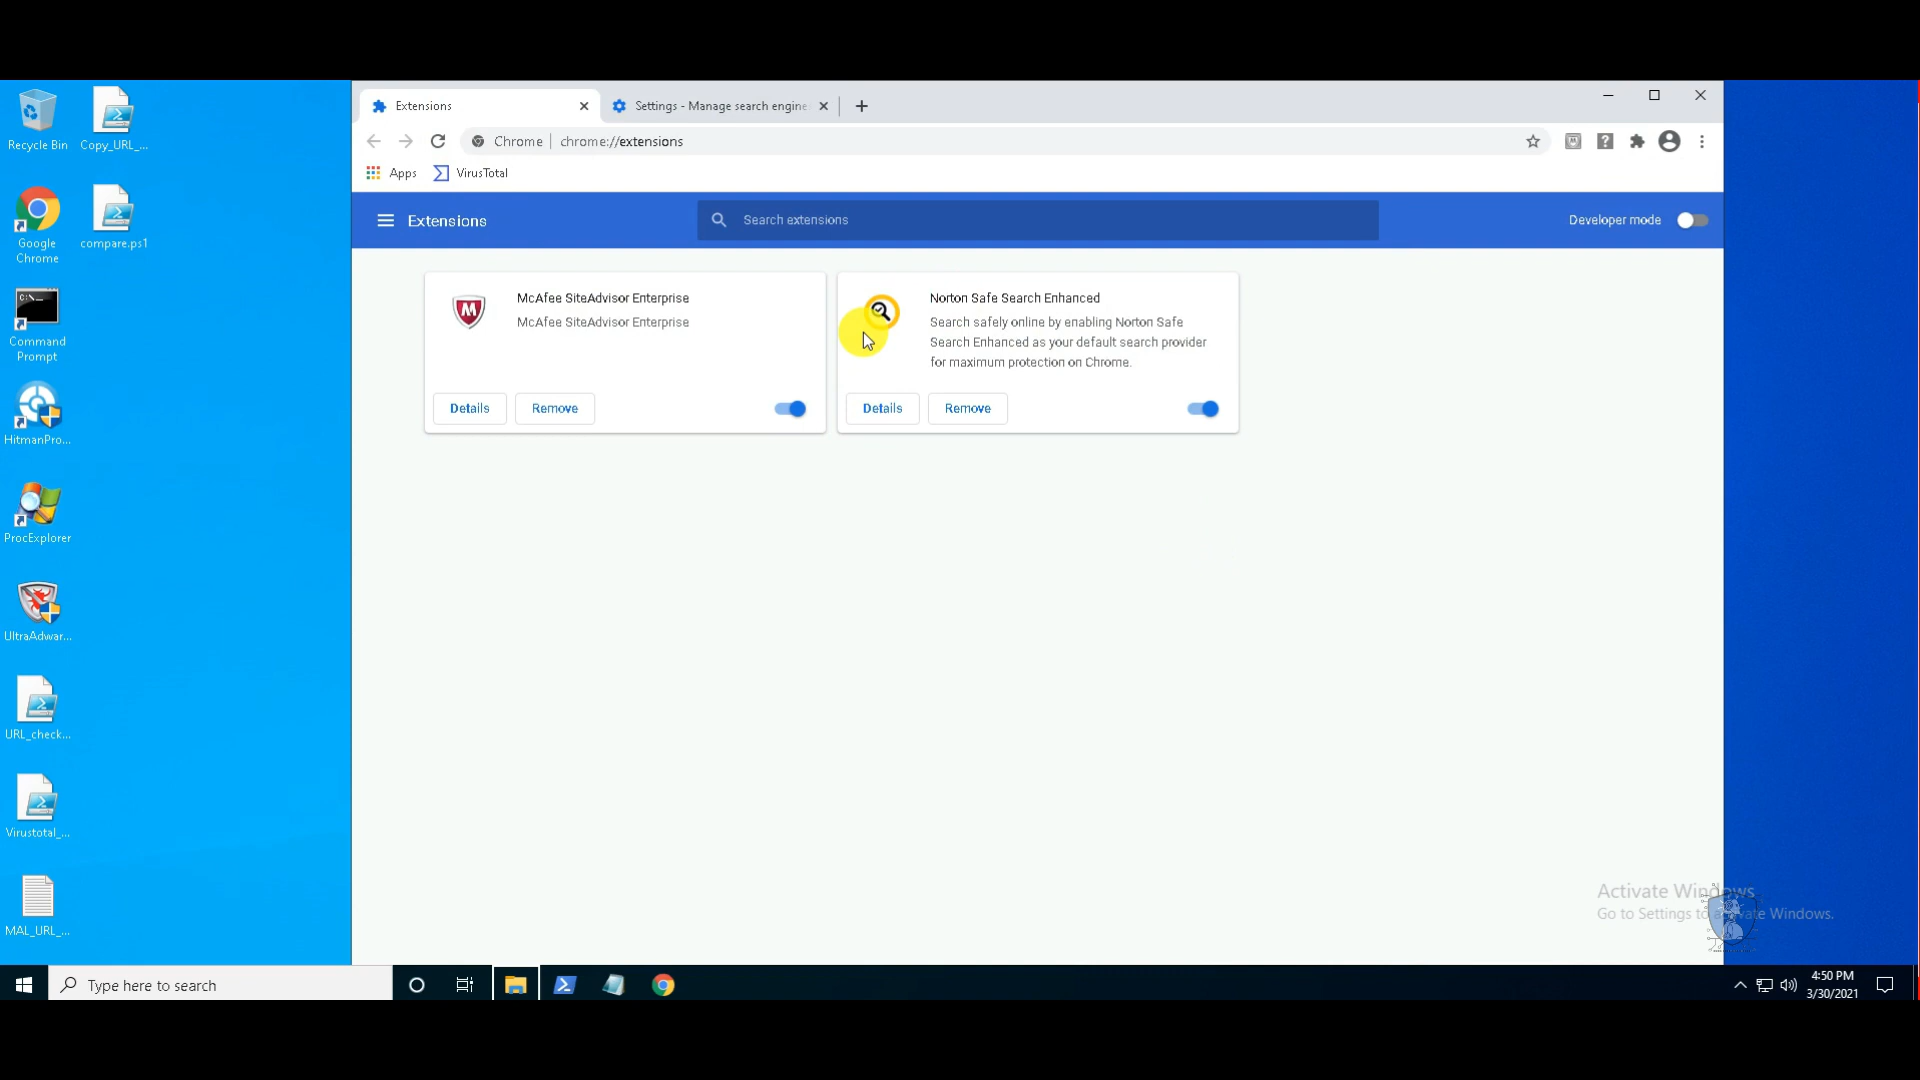 Recycle Bin
Copy_URL_...
Google
Chrome
compare.ps1
C:\_
Command
Prompt
HitmanPro...
ProcExplorer
UltraAdwar...
URL_check...
Virustotal_...
MAL_URL_...
Extensions
Settings - Manage search engine
Chrome | chrome://extensions
Apps
VirusTotal
Extensions
Search extensions
Developer mode
McAfee SiteAdvisor Enterprise
McAfee SiteAdvisor Enterprise
Details
Remove
Norton Safe Search Enhanced
Search safely online by enabling Norton Safe
Search Enhanced as your default search provider
for maximum protection on Chrome.
Details
Remove
Activate Windows
Go to Settings to activate Windows.
Type here to search
4:50 PM
3/30/2021